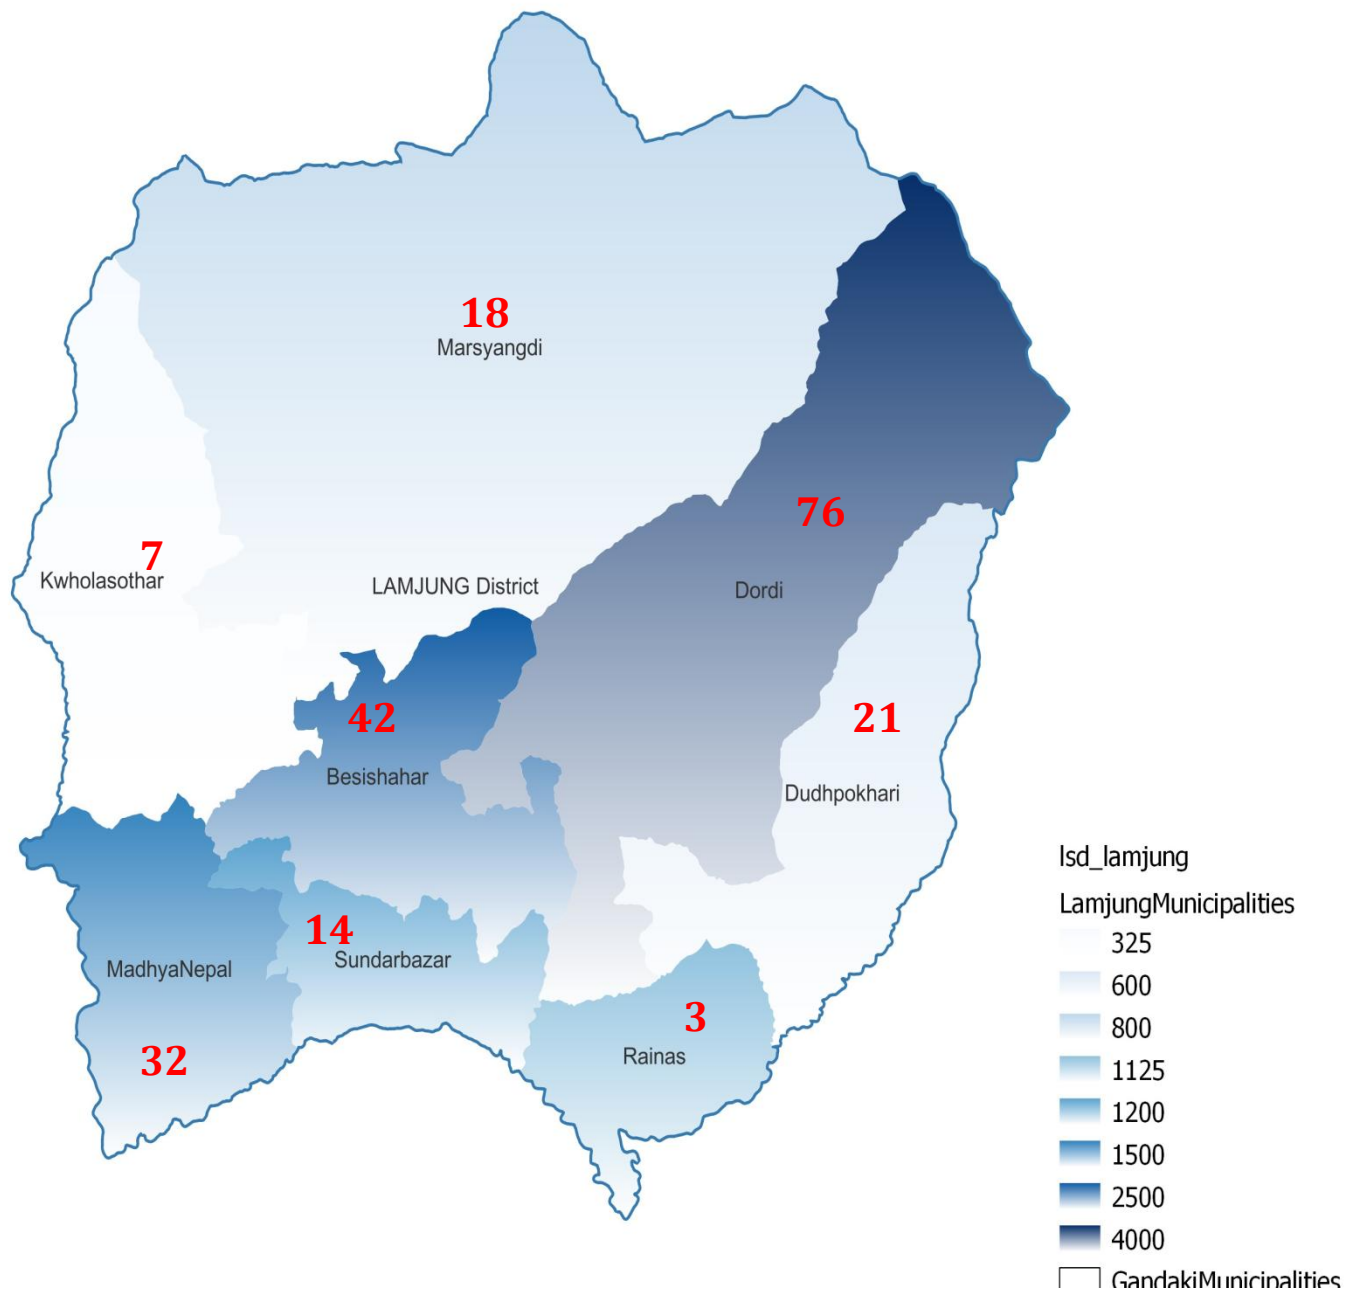 18
Marsyangdi
76
7
Kwholasothar
LAMJUNG District
Dordi
42
21
Besishahar
Dudhpokhari
14
Sundarbazar
MadhyaNepal
3
32
Rainas
lsd_lamjung
LamjungMunicipalities
325
600
800
1125
1200
1500
2500
4000
GandakiMunicipalities